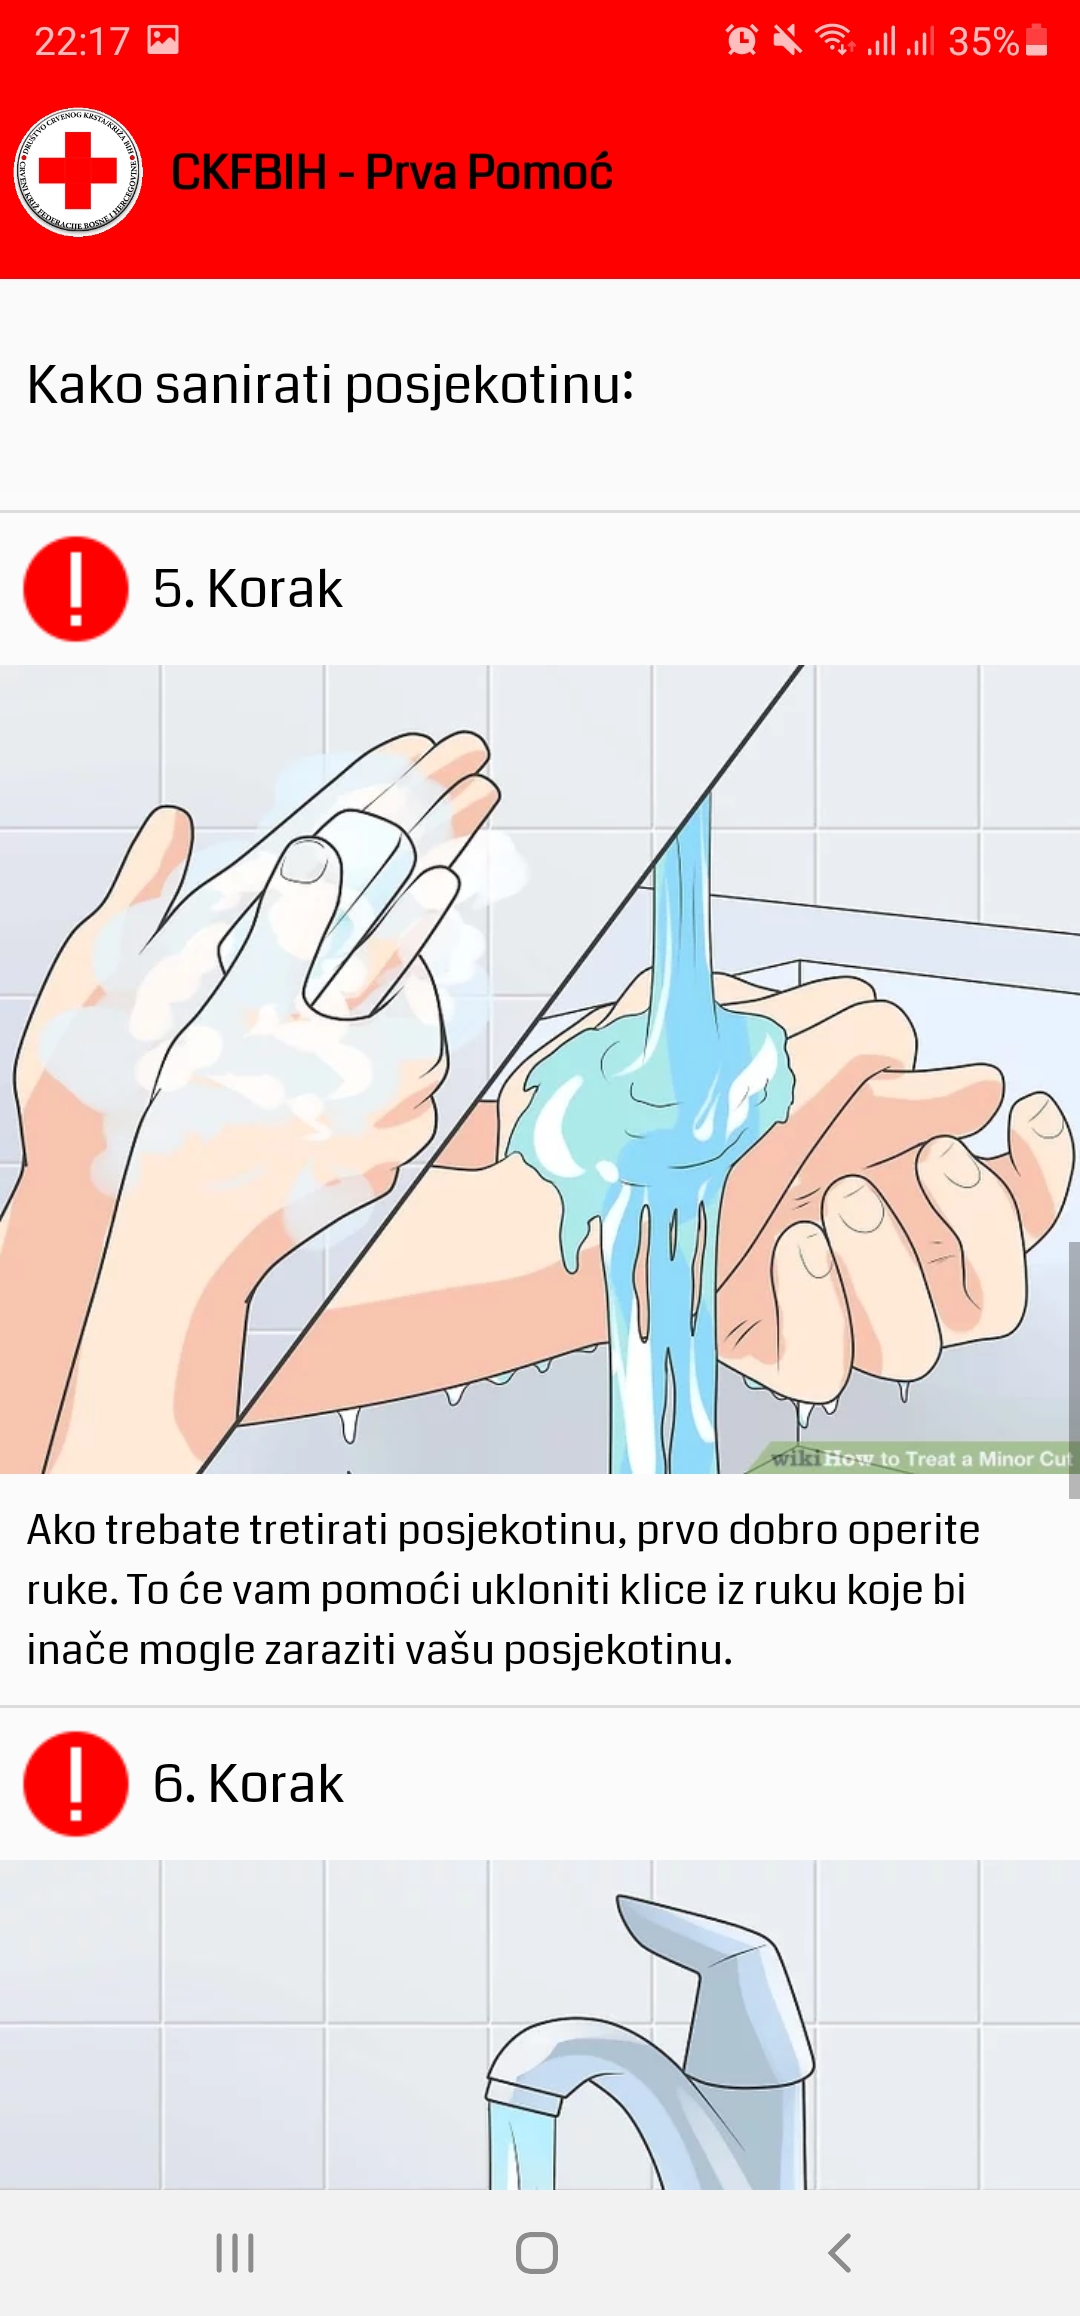 22:17
35%
DRUŠTVO CRVENOG KRSTA/KRIŽA BIH
CRVENI KRIŽ FEDERACIJE BOSNE I HERCEGOVINE
CKFBIH - Prva Pomoć
Kako sanirati posjekotinu:
5. Korak
wikiHow to Treat a Minor Cut
Ako trebate tretirati posjekotinu, prvo dobro operite
ruke. To će vam pomoći ukloniti klice iz ruku koje bi
inače mogle zaraziti vašu posjekotinu.
6. Korak